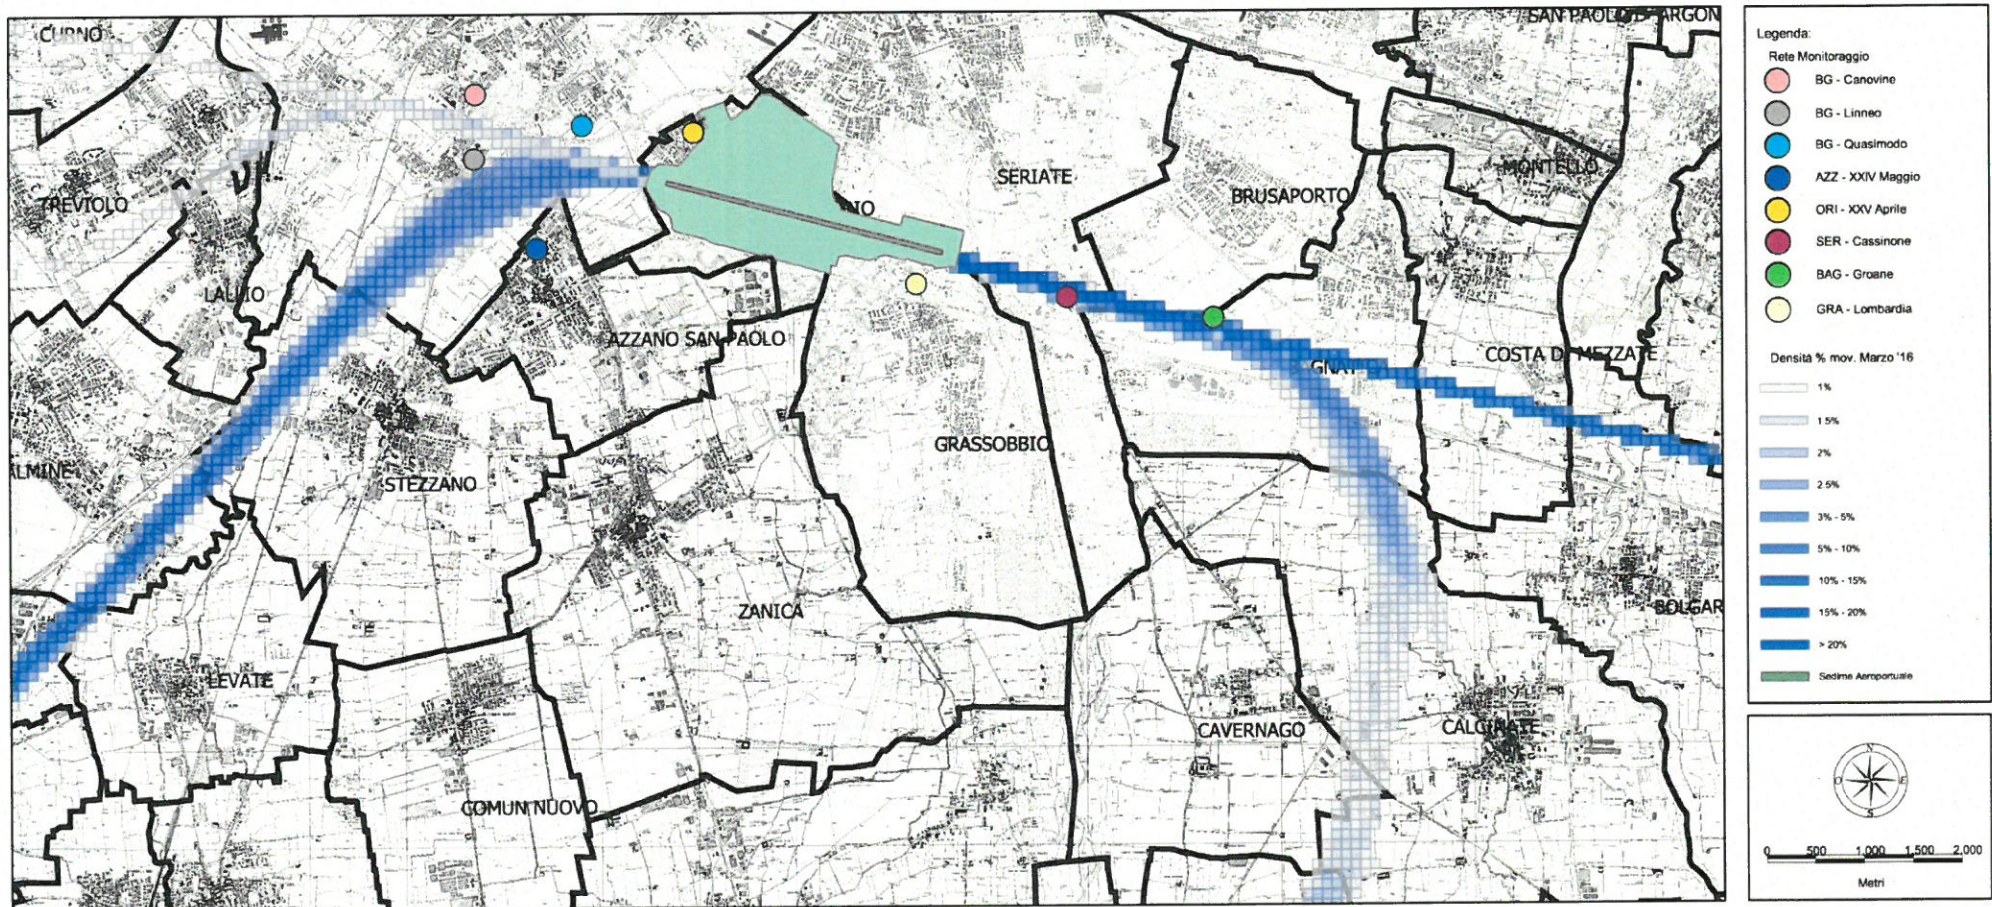 CURNO
SAN PAOLO D'ARGON
TREVIOLO
SERIATE
BRUSAPORTO
MONTELLO
NIO
LALLIO
AZZANO SAN PAOLO
GNAT
COSTA DI MEZZATE
ALMINE
STEZZANO
GRASSOBBIO
ZANICA
BOLGAR
LEVATE
CAVERNAGO
CALCINATE
COMUN NUOVO
Legenda:
Rete Monitoraggio
BG - Canovine
BG - Linneo
BG - Quasimodo
AZZ - XXIV Maggio
ORI - XXV Aprile
SER - Cassinone
BAG - Groane
GRA - Lombardia
Densità % mov. Marzo '16
1%
1.5%
2%
2.5%
3% - 5%
5% - 10%
10% - 15%
15% - 20%
> 20%
Sedime Aeroportuale
N
O E
S
0 500 1.000 1.500 2.000
Metri